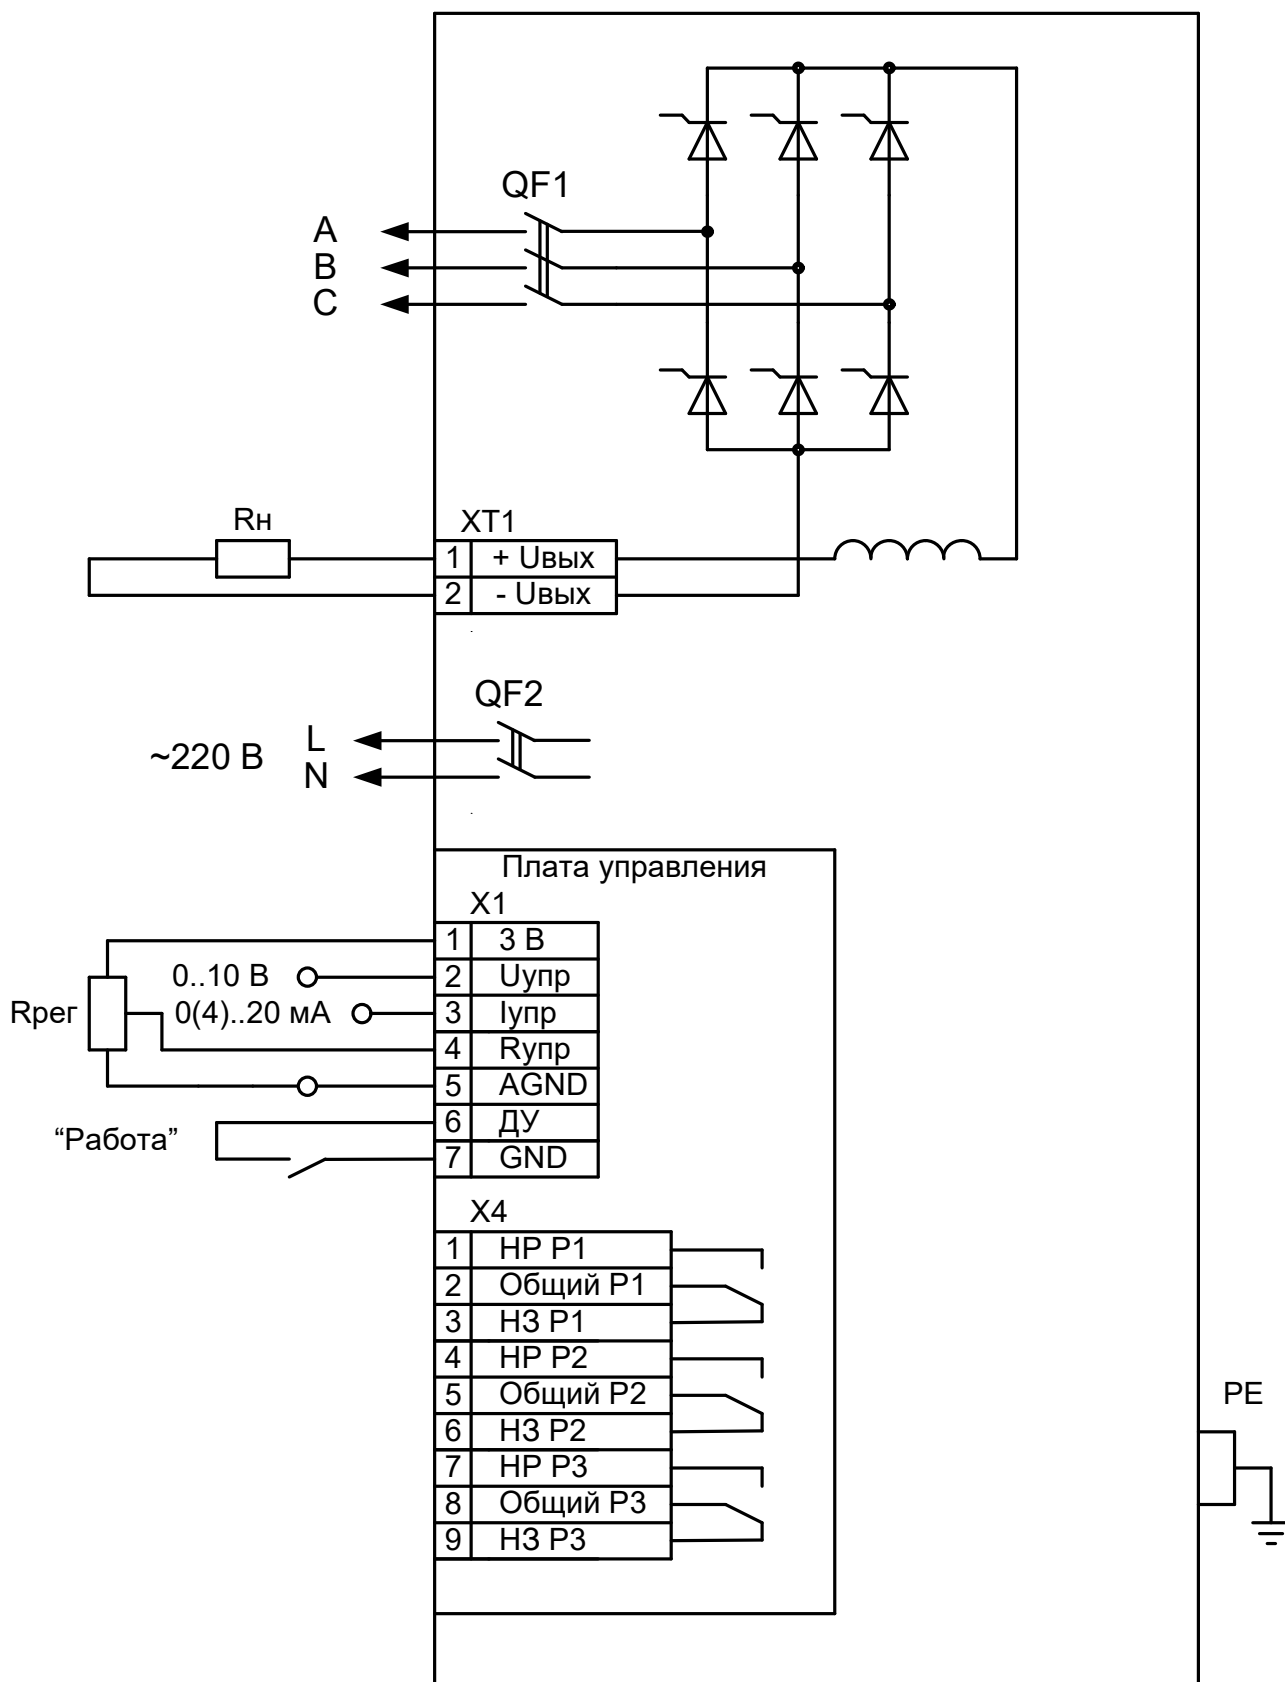 QF1
A
B
C
Rн
XT1
1 + Uвых
2 - Uвых
QF2
~220 В
L
N
Плата управления
X1
1 3 В
0..10 В 2 Uупр
Rрег 0(4)..20 мА 3 Iупр
4 Rупр
5 AGND
“Работа” 6 ДУ
7 GND
X4
1 НР Р1
2 Общий Р1
3 НЗ Р1
4 НР Р2
5 Общий Р2
6 НЗ Р2
7 НР Р3
8 Общий Р3
9 НЗ Р3
PE